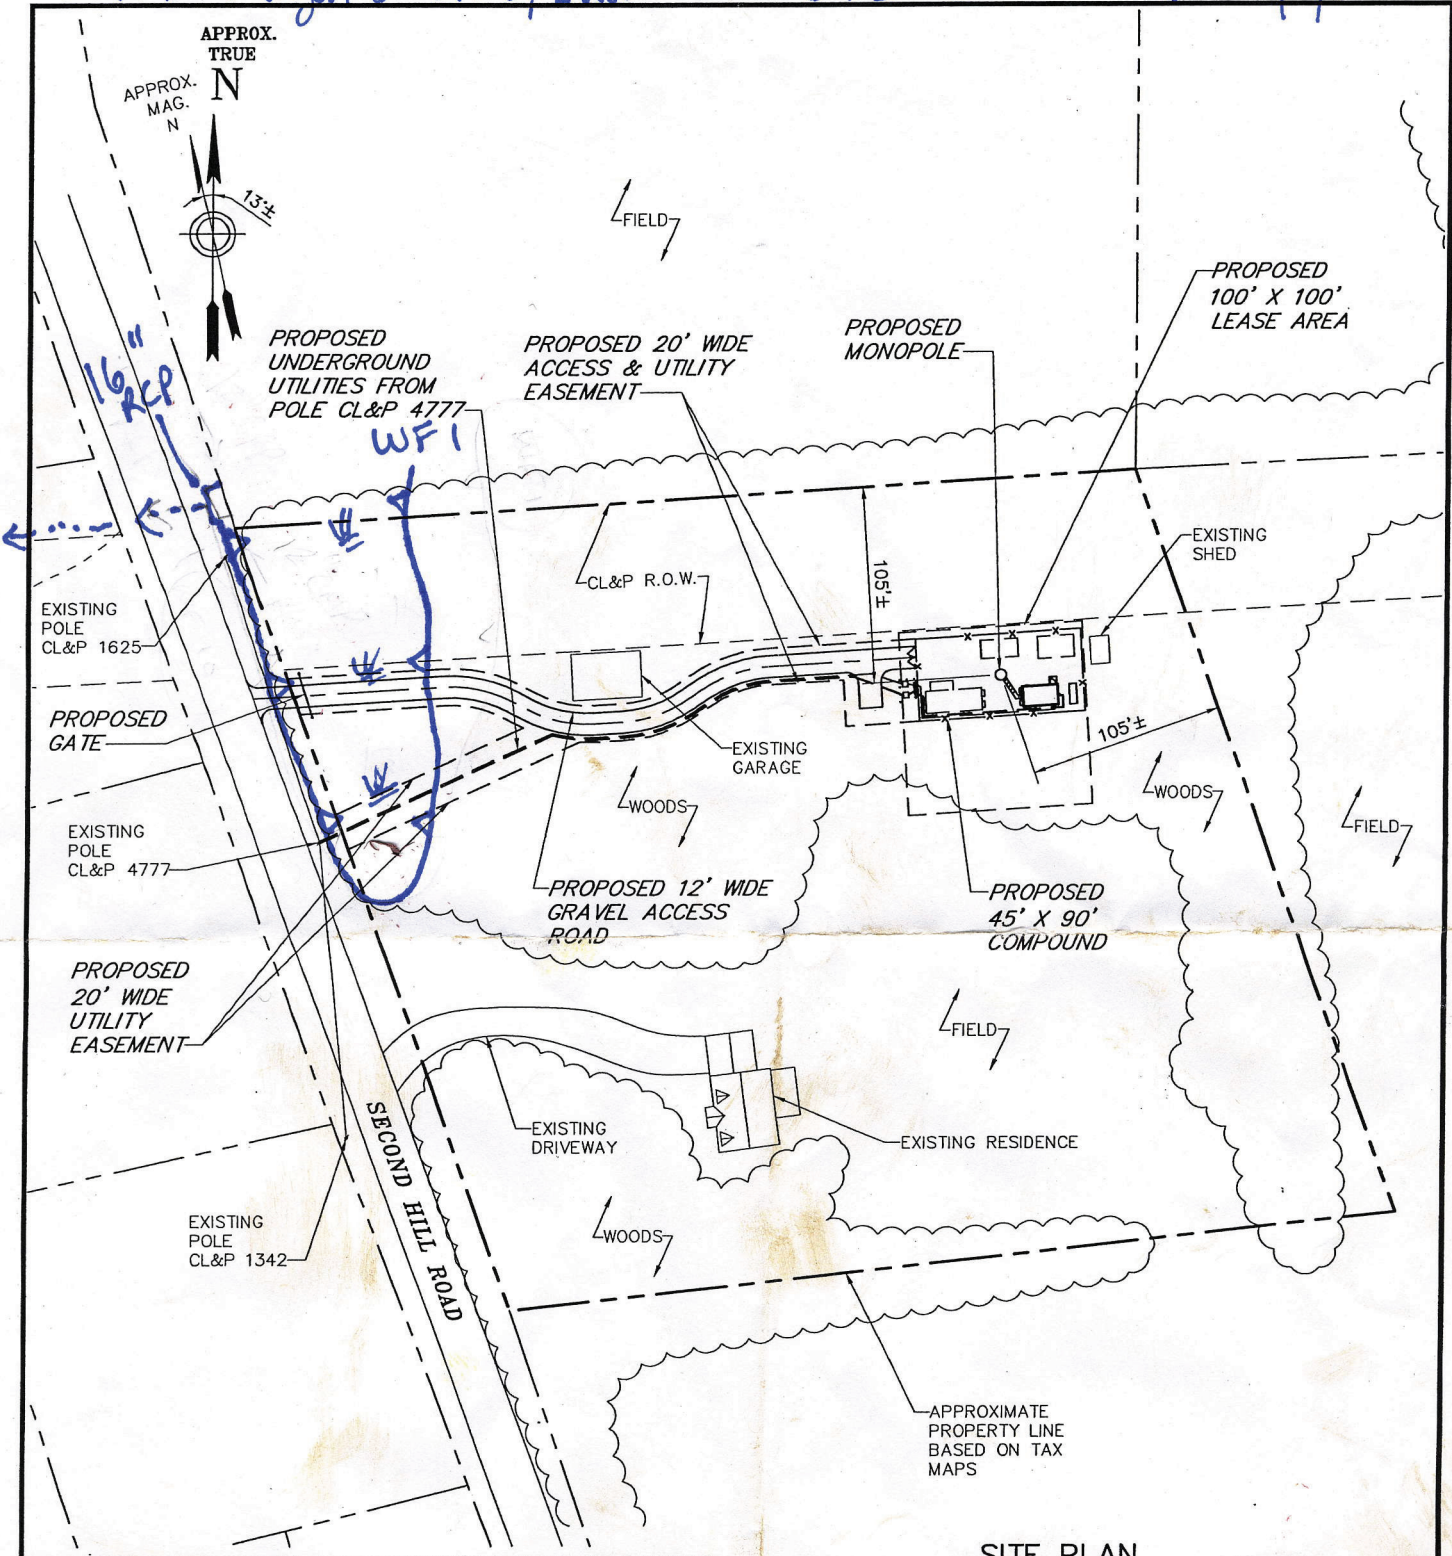 APPROX.
TRUE
N
APPROX.
MAG.
N
13°±
FIELD
PROPOSED
100' X 100'
LEASE AREA
PROPOSED
MONOPOLE
PROPOSED 20' WIDE
ACCESS & UTILITY
EASEMENT
PROPOSED
UNDERGROUND
UTILITIES FROM
POLE CL&P 4777
16"
RCP
WF 1
EXISTING
SHED
CL&P R.O.W.
105'±
EXISTING
POLE
CL&P 1625
PROPOSED
GATE
EXISTING
GARAGE
105'±
WOODS
WOODS
FIELD
EXISTING
POLE
CL&P 4777
PROPOSED 12' WIDE
GRAVEL ACCESS
ROAD
PROPOSED
45' X 90'
COMPOUND
PROPOSED
20' WIDE
UTILITY
EASEMENT
FIELD
SECOND HILL ROAD
EXISTING
DRIVEWAY
EXISTING RESIDENCE
EXISTING
POLE
CL&P 1342
WOODS
APPROXIMATE
PROPERTY LINE
BASED ON TAX
MAPS
SITE PLAN